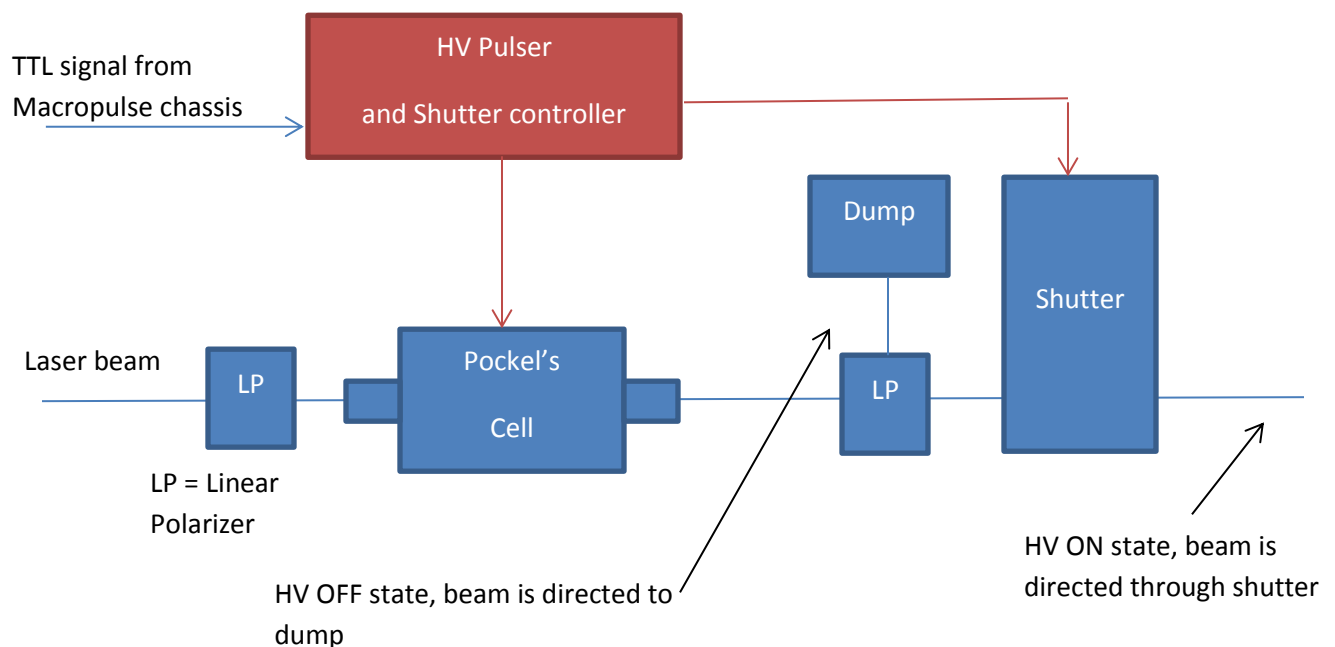 HV Pulser
and Shutter controller
TTL signal from
Macropulse chassis
Dump
Shutter
Laser beam
LP
Pockel’s
Cell
LP
LP = Linear
Polarizer
HV ON state, beam is
directed through shutter
HV OFF state, beam is directed to
dump